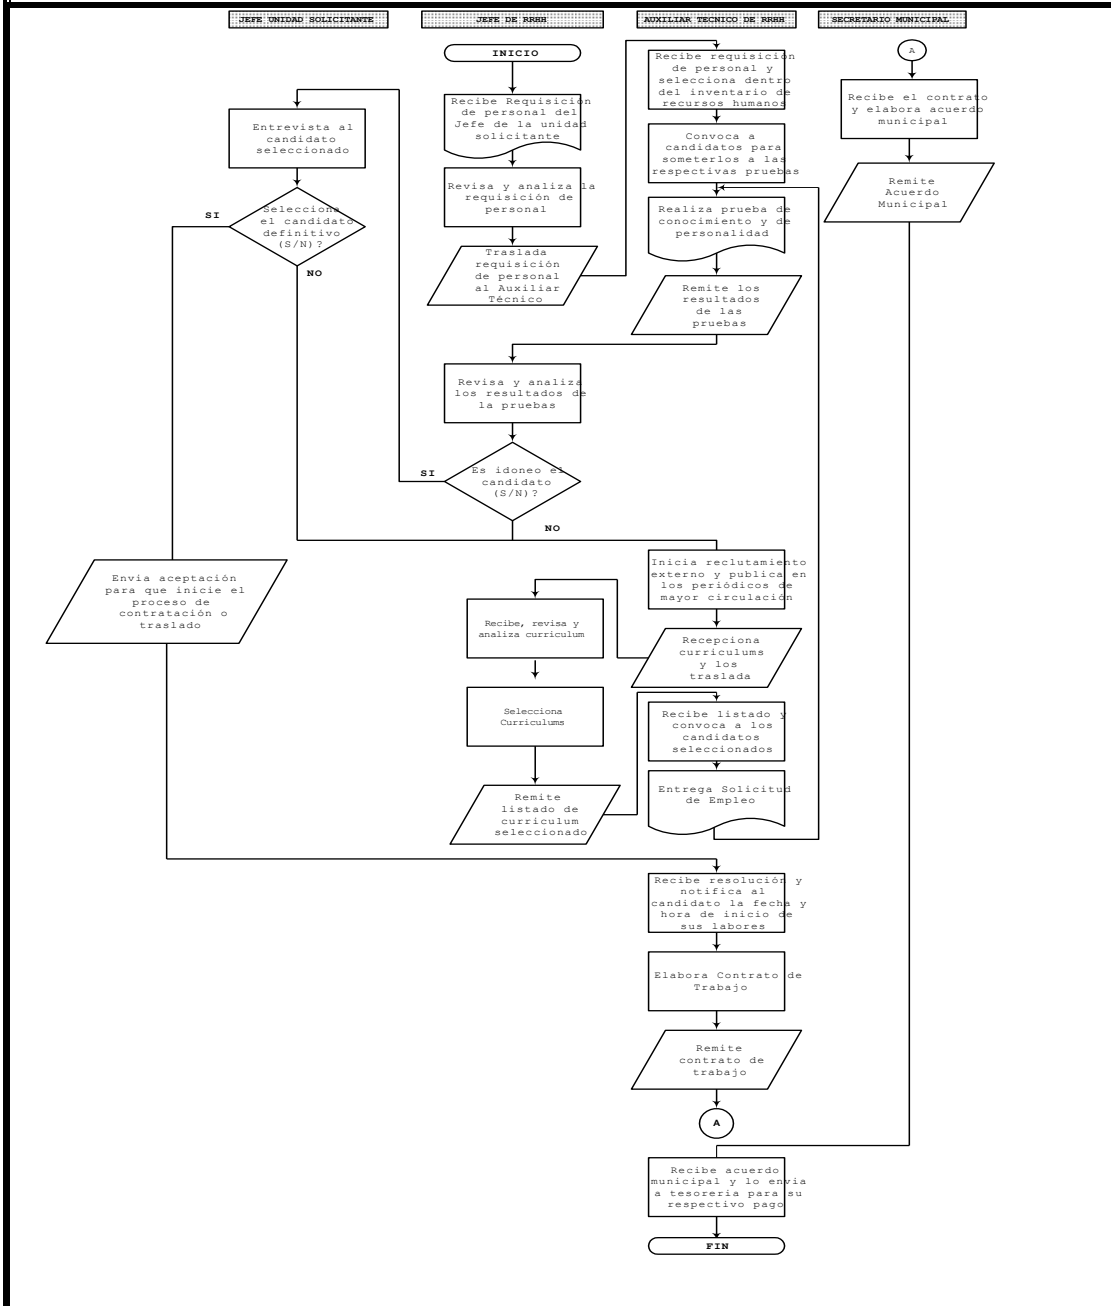 JEFE UNIDAD SOLICITANTE
JEFE DE RRHH
AUXILIAR TECNICO DE RRHH
SECRETARIO MUNICIPAL
INICIO
Recibe Requisición
de personal del
Jefe de la unidad
solicitante
Revisa y analiza la
requisición de
personal
Traslada
requisición
de personal
al Auxiliar
Técnico
Recibe requisición
de personal y
selecciona dentro
del inventario de
recursos humanos
Convoca a
candidatos para
someterlos a las
respectivas pruebas
Realiza prueba de
conocimiento y de
personalidad
Remite los
resultados
de las
pruebas
Revisa y analiza
los resultados de
la pruebas
Es idoneo el
candidato
(S/N)?
SI
NO
Entrevista al
candidato
seleccionado
Selecciona
el candidato
definitivo
(S/N)?
SI
NO
Envia aceptación
para que inicie el
proceso de
contratación o
traslado
Inicia reclutamiento
externo y publica en
los periódicos de
mayor circulación
Recepciona
curriculums
y los
traslada
Recibe, revisa y
analiza curriculum
Selecciona
Curriculums
Remite
listado de
curriculum
seleccionado
Recibe listado y
convoca a los
candidatos
seleccionados
Entrega Solicitud
de Empleo
Recibe resolución y
notifica al
candidato la fecha y
hora de inicio de
sus labores
Elabora Contrato de
Trabajo
Remite
contrato de
trabajo
A
A
Recibe el contrato
y elabora acuerdo
municipal
Remite
Acuerdo
Municipal
Recibe acuerdo
municipal y lo envia
a tesoreria para su
respectivo pago
FIN